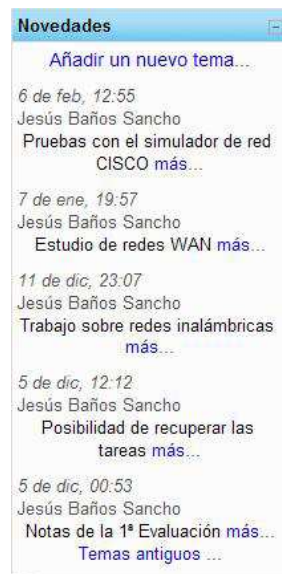 Novedades
Añadir un nuevo tema...
6 de feb, 12:55
Jesús Baños Sancho
Pruebas con el simulador de red
CISCO más...
7 de ene, 19:57
Jesús Baños Sancho
Estudio de redes WAN más...
11 de dic, 23:07
Jesús Baños Sancho
Trabajo sobre redes inalámbricas
más...
5 de dic, 12:12
Jesús Baños Sancho
Posibilidad de recuperar las
tareas más...
5 de dic, 00:53
Jesús Baños Sancho
Notas de la 1ª Evaluación más...
Temas antiguos ...